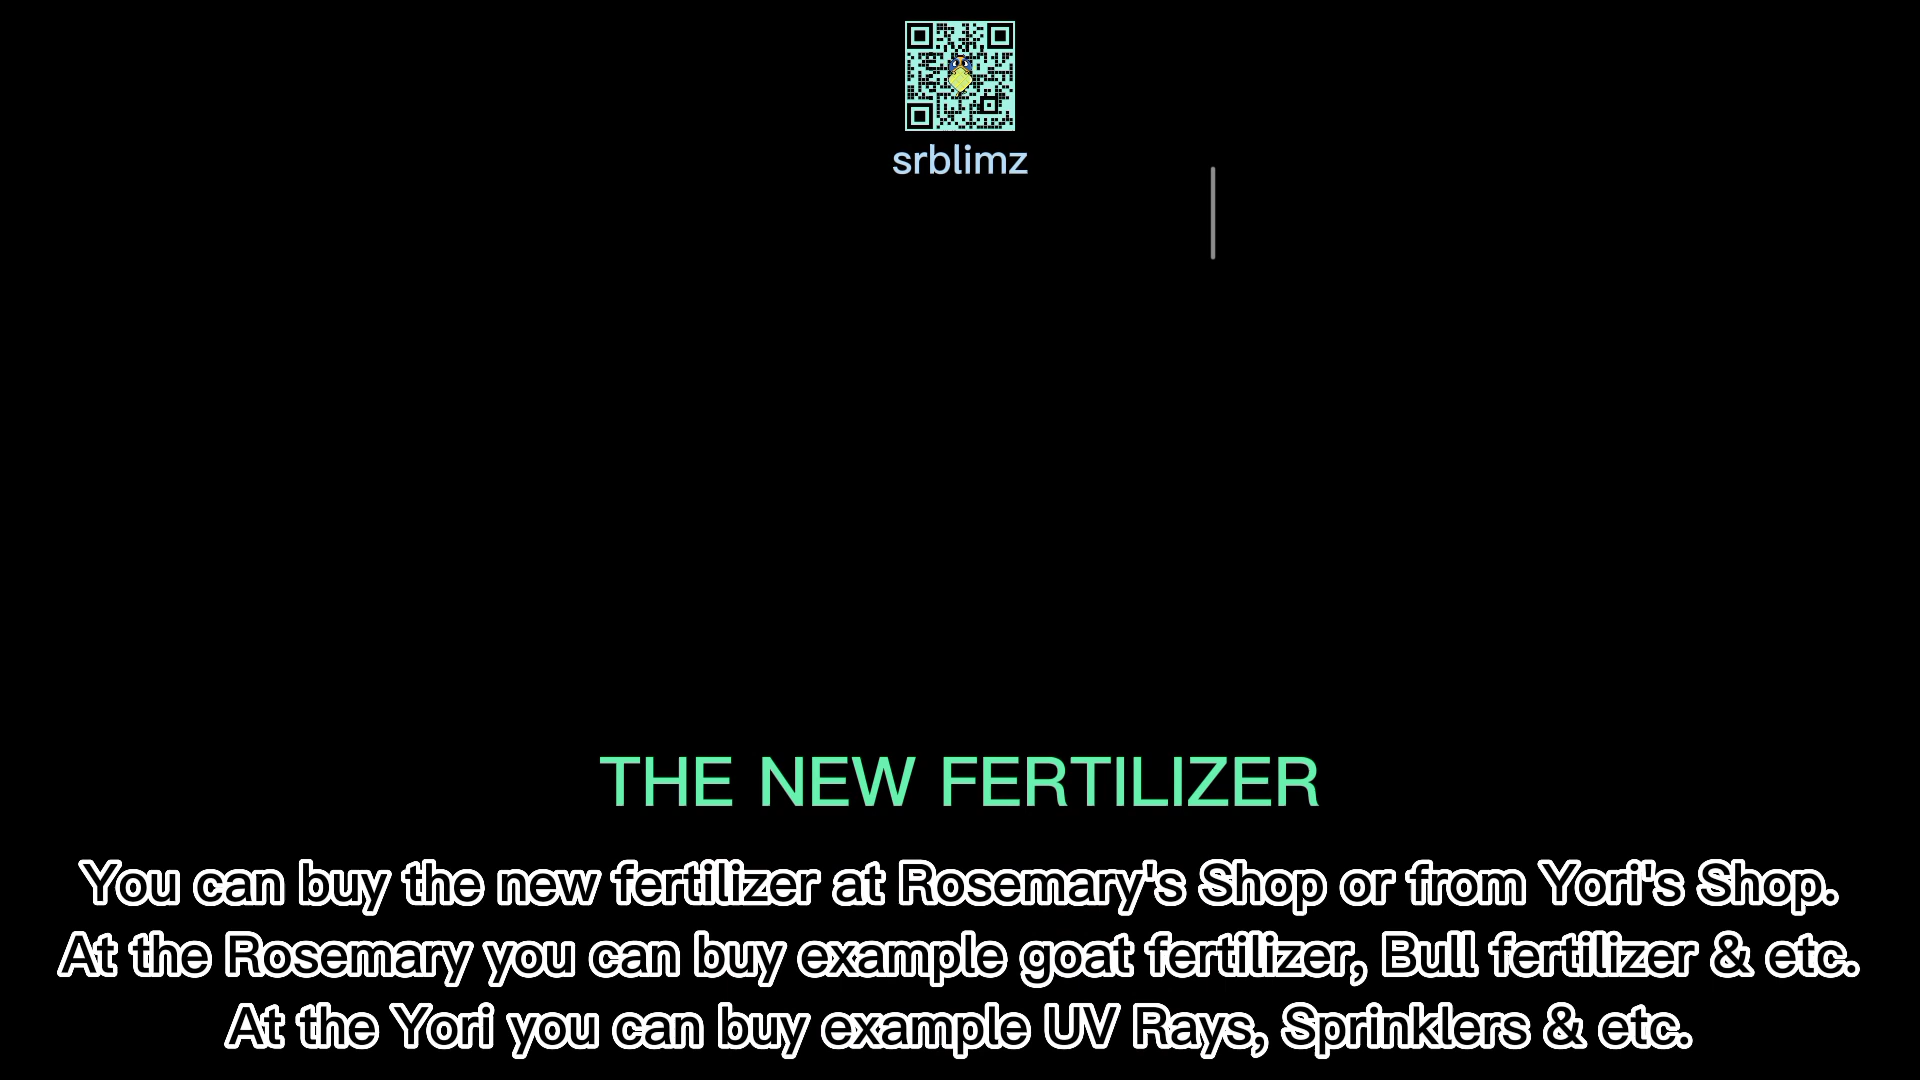 srblimz
THE NEW FERTILIZER
You can buy the new fertilizer at Rosemary's Shop or from Yori's Shop.
At the Rosemary you can buy example goat fertilizer, Bull fertilizer & etc.
At the Yori you can buy example UV Rays, Sprinklers & etc.